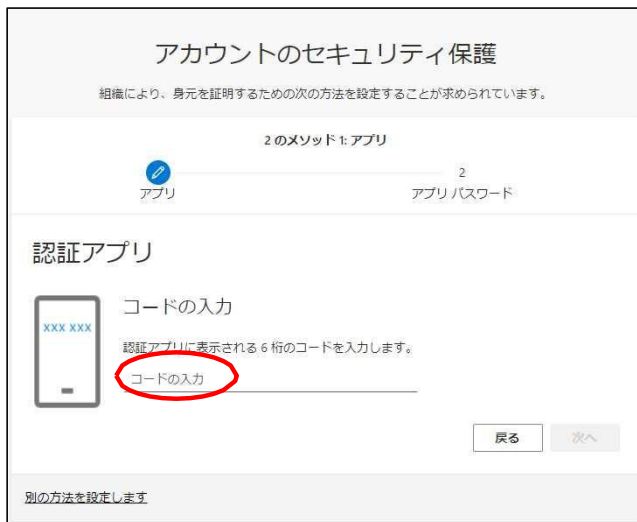 アカウントのセキュリティ保護
組織により、身元を証明するための次の方法を設定することが求められています。
2 のメソッド 1: アプリ
2
アプリ
アプリ パスワード
認証アプリ
コードの入力
xxx xxx
認証アプリに表示される 6 桁のコードを入力します。
コードの入力
戻る
次へ
別の方法を設定します